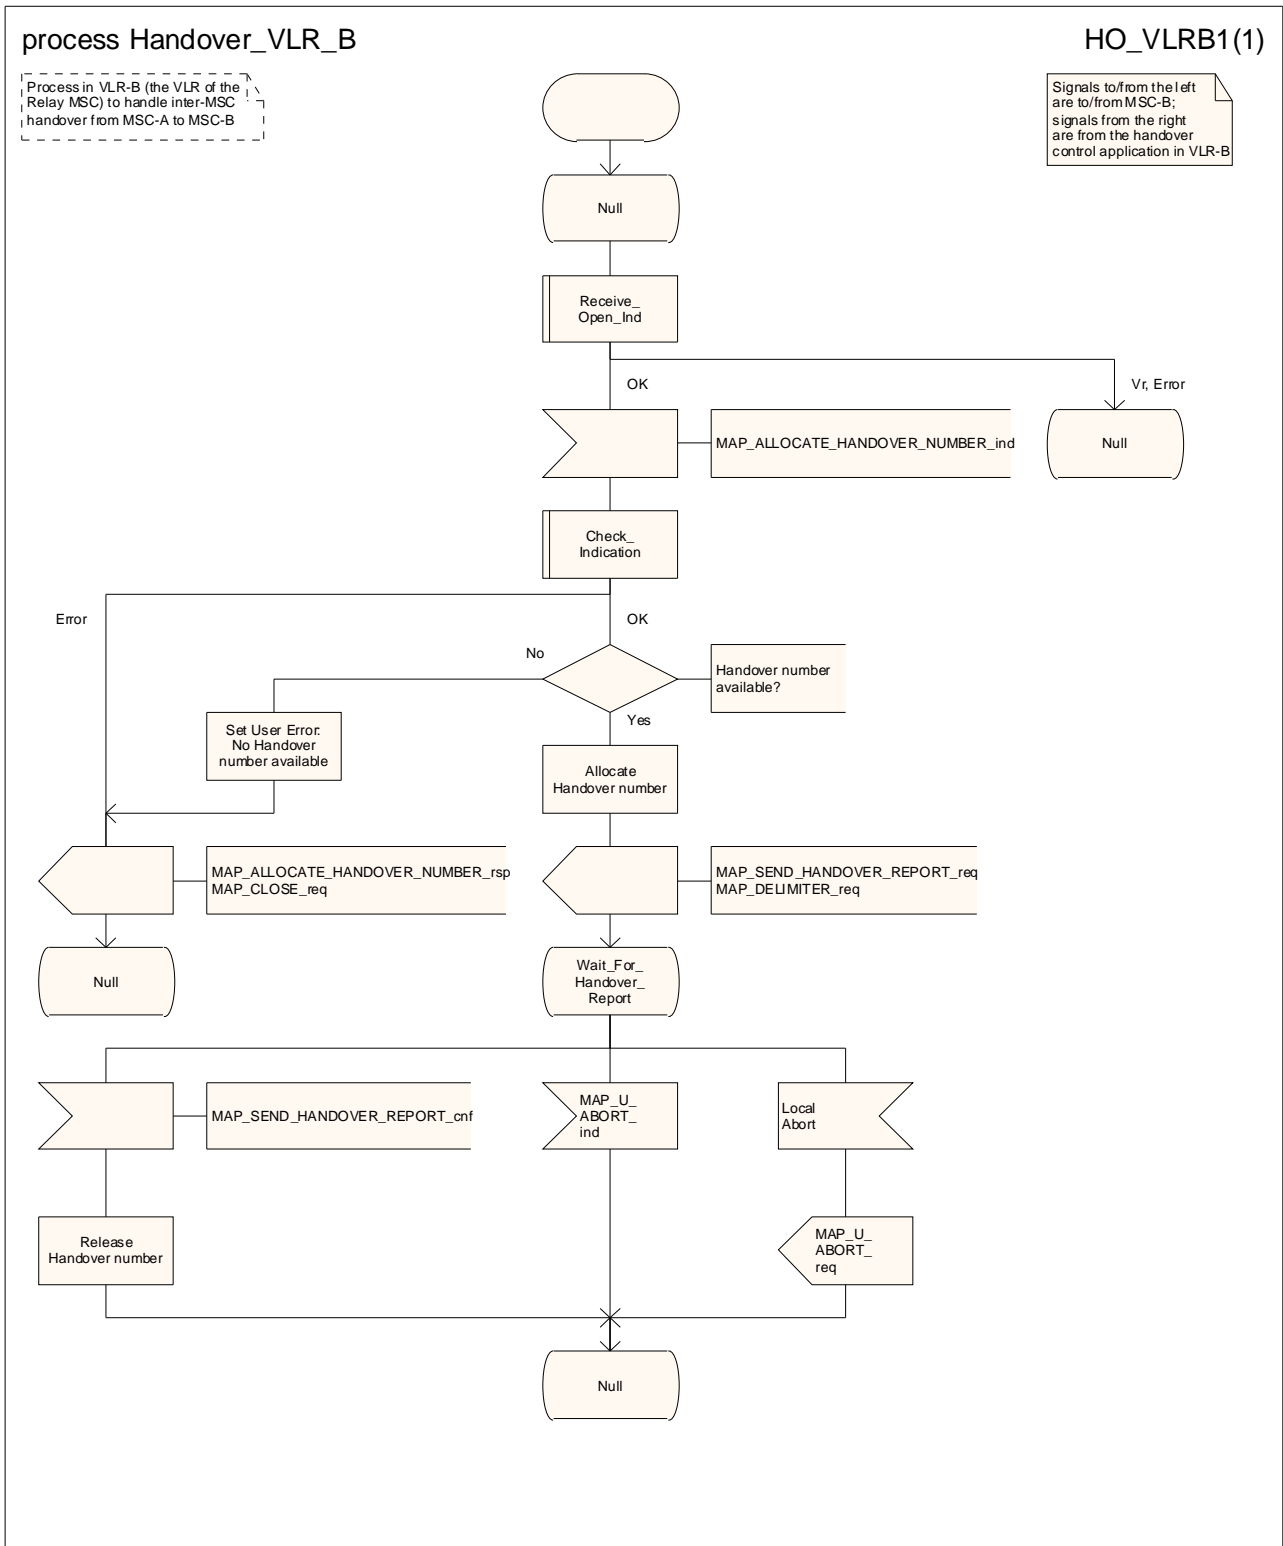 process Handover_VLR_B
HO_VLRB1(1)
Process in VLR-B (the VLR of the
Relay MSC) to handle inter-MSC
handover from MSC-A to MSC-B
Signals to/from the left
are to/from MSC-B;
signals from the right
are from the handover
control application in VLR-B
Null
Receive_
Open_Ind
OK
Vr, Error
MAP_ALLOCATE_HANDOVER_NUMBER_ind
Null
Check_
Indication
Error
OK
No
Handover number
available?
Yes
Set User Error:
No Handover
number available
Allocate
Handover number
MAP_ALLOCATE_HANDOVER_NUMBER_rsp
MAP_CLOSE_req
MAP_SEND_HANDOVER_REPORT_req
MAP_DELIMITER_req
Null
Wait_For_
Handover_
Report
MAP_SEND_HANDOVER_REPORT_cnf
MAP_U_
ABORT_
ind
Local
Abort
Release
Handover number
MAP_U_
ABORT_
req
Null